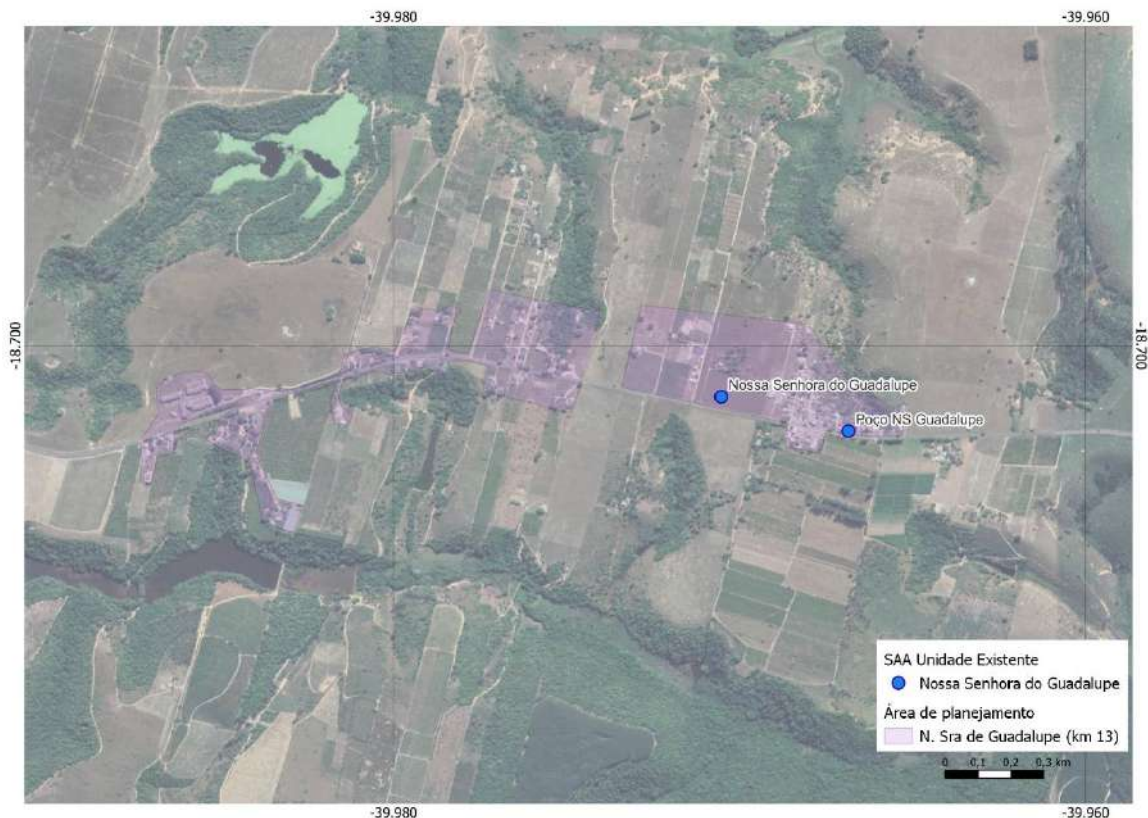 -39.980
-39.960
-18.700
-18.700
Nossa Senhora do Guadalupe
Poço NS Guadalupe
SAA Unidade Existente
Nossa Senhora do Guadalupe
Área de planejamento
N. Sra de Guadalupe (km 13)
0 0,1 0,2 0,3 km
-39.980
-39.960